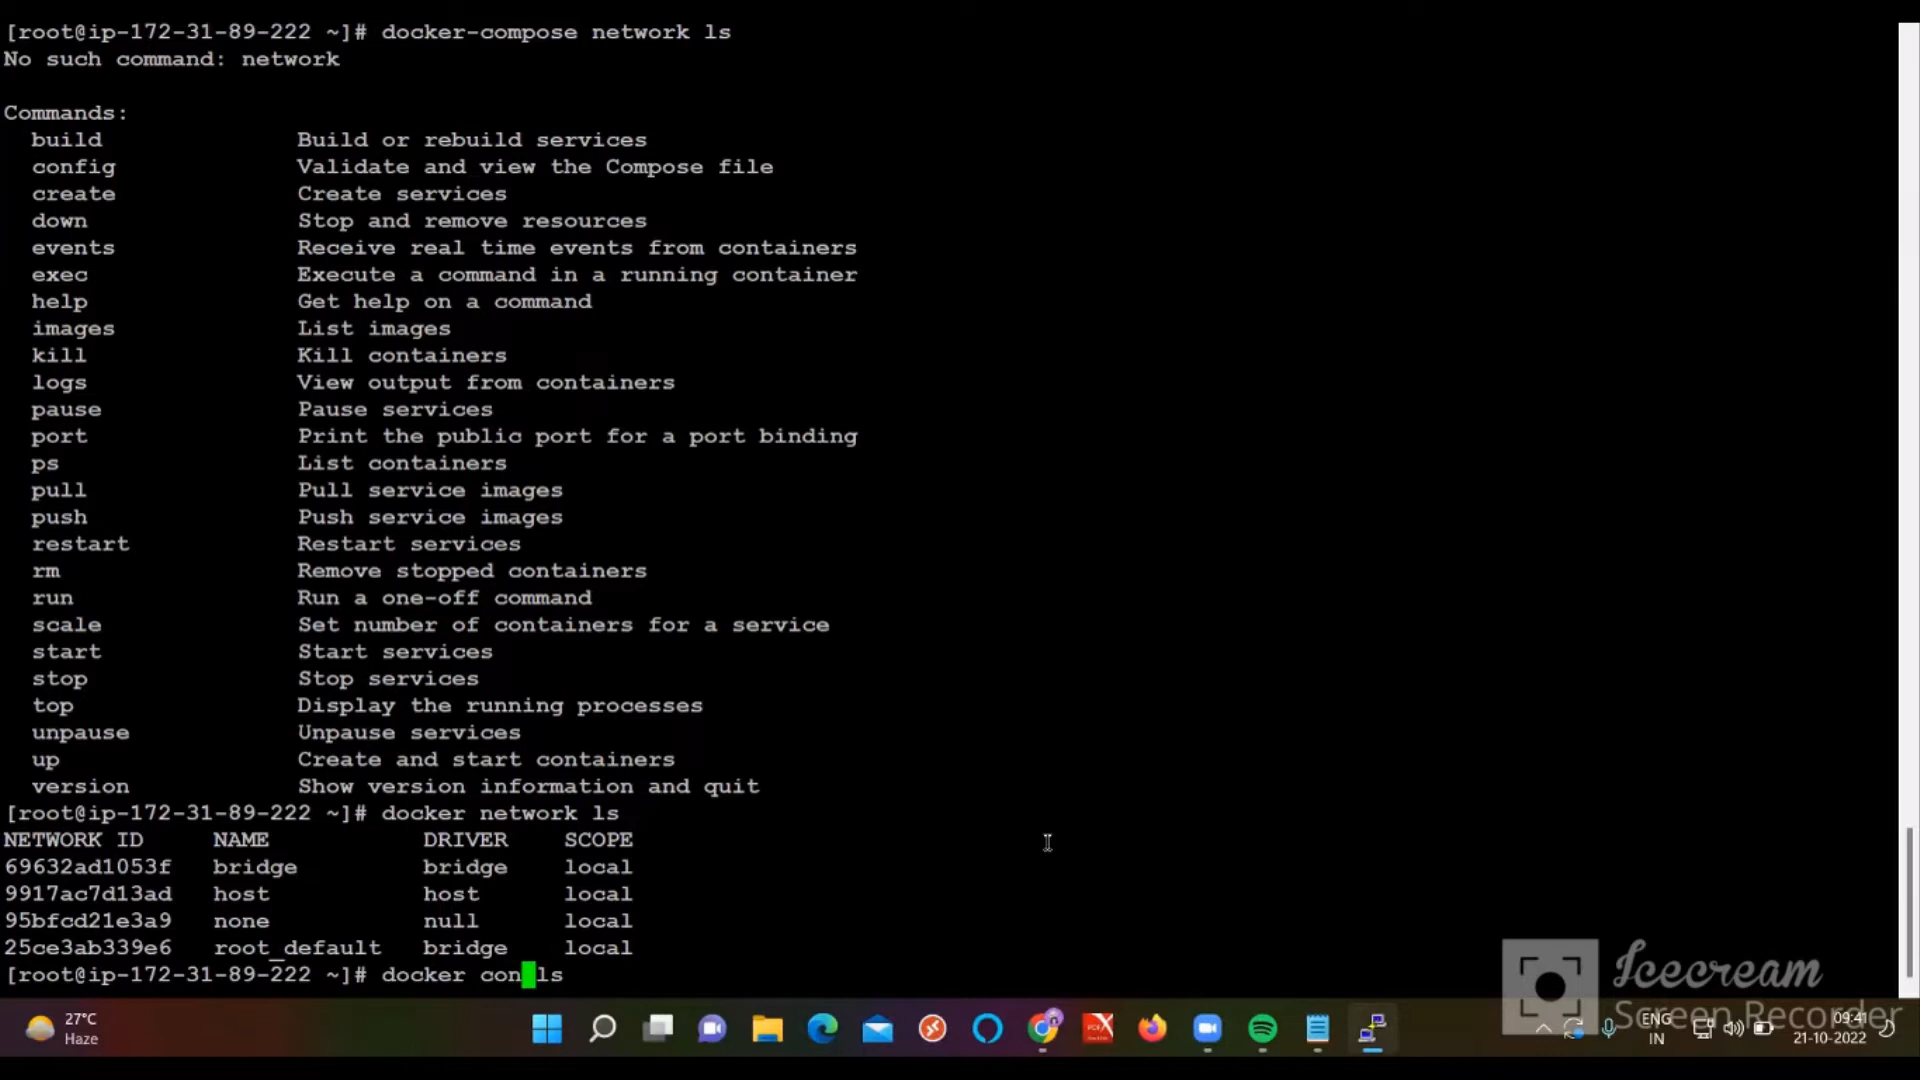 [root@ip-172-31-89-222 ~]# docker-compose network ls
No such command: network
Commands:
build Build or rebuild services
config Validate and view the Compose file
create Create services
down Stop and remove resources
events Receive real time events from containers
exec Execute a command in a running container
help Get help on a command
images List images
kill Kill containers
logs View output from containers
pause Pause services
port Print the public port for a port binding
ps List containers
pull Pull service images
push Push service images
restart Restart services
rm Remove stopped containers
run Run a one-off command
scale Set number of containers for a service
start Start services
stop Stop services
top Display the running processes
unpause Unpause services
up Create and start containers
version Show version information and quit
[root@ip-172-31-89-222 ~]# docker network ls
NETWORK ID NAME DRIVER SCOPE
69632ad1053f bridge bridge local
9917ac7d13ad host host local
95bfcd21e3a9 none null local
25ce3ab339e6 root_default bridge local
[root@ip-172-31-89-222 ~]# docker con ls
Icecream
Screen Recorder
27°C
Haze
ENG
IN
09:41
21-10-2022